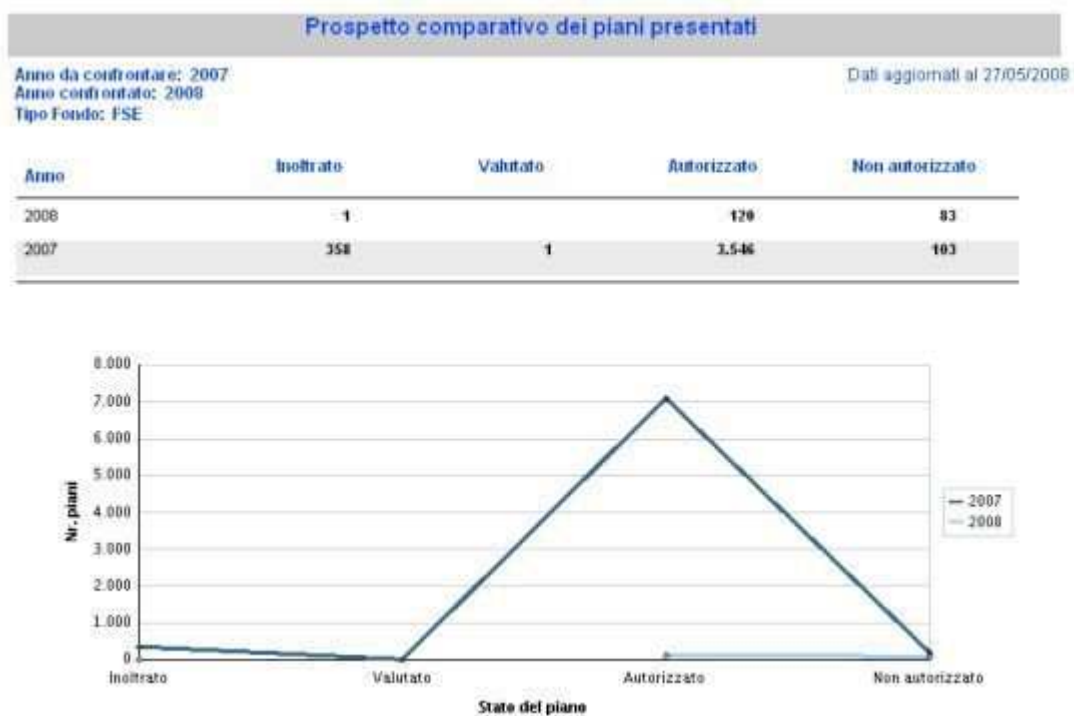 Prospetto comparativo dei piani presentati
Anno da confrontare: 2007
Dati aggiornati al 27/05/2008
Anno confrontato: 2008
Tipo Fondo: FSE
Anno Inoltrato Valutato Autorizzato Non autorizzato
2008 1 120 83
2007 358 1 3.546 103
8.000
7.000
6.000
5.000
4.000
3.000
2.000
1.000
0
Nr. piani
2007
2008
Inoltrato Valutato Autorizzato Non autorizzato
Stato del piano